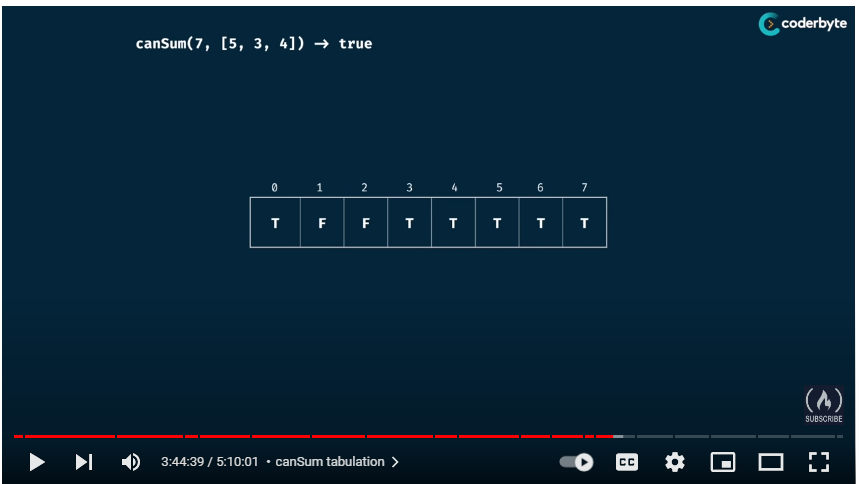 coderbyte
canSum(7, [5, 3, 4]) → true
0 1 2 3 4 5 6 7
T F F T T T T T
SUBSCRIBE
3:44:39 / 5:10:01 • canSum tabulation >
CC